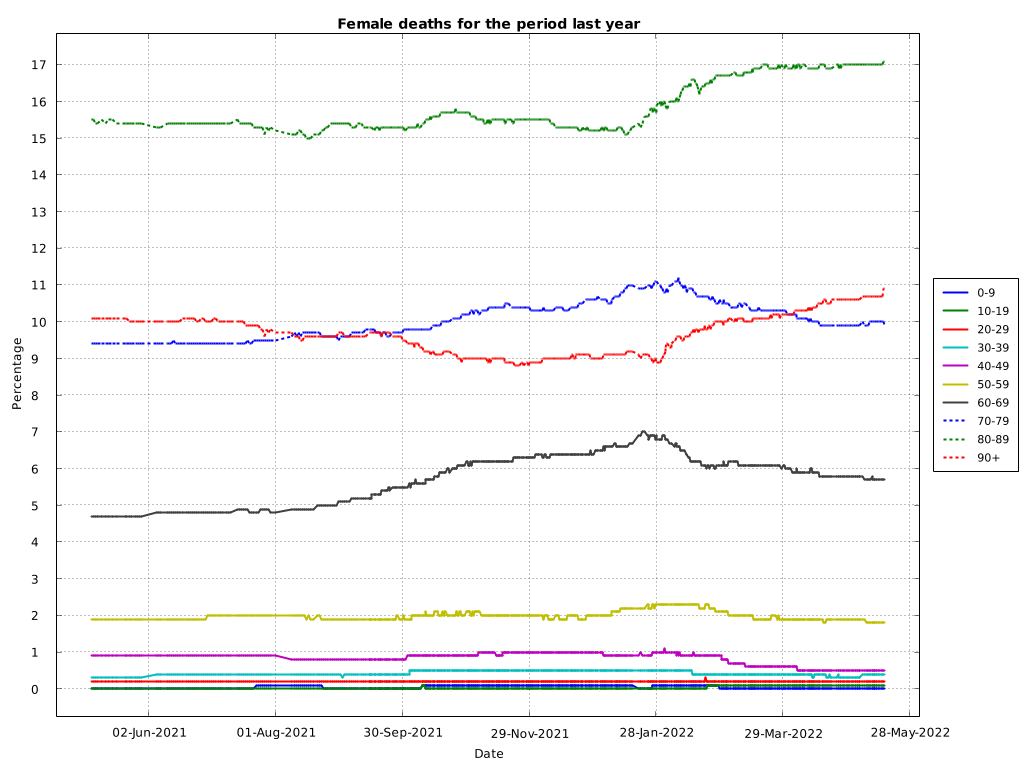 Female deaths for the period last year
17
16
15
14
13
12
11
10
9
8
7
6
5
4
3
2
1
0
Percentage
02-Jun-2021
01-Aug-2021
30-Sep-2021
29-Nov-2021
28-Jan-2022
29-Mar-2022
28-May-2022
Date
0-9
10-19
20-29
30-39
40-49
50-59
60-69
70-79
80-89
90+